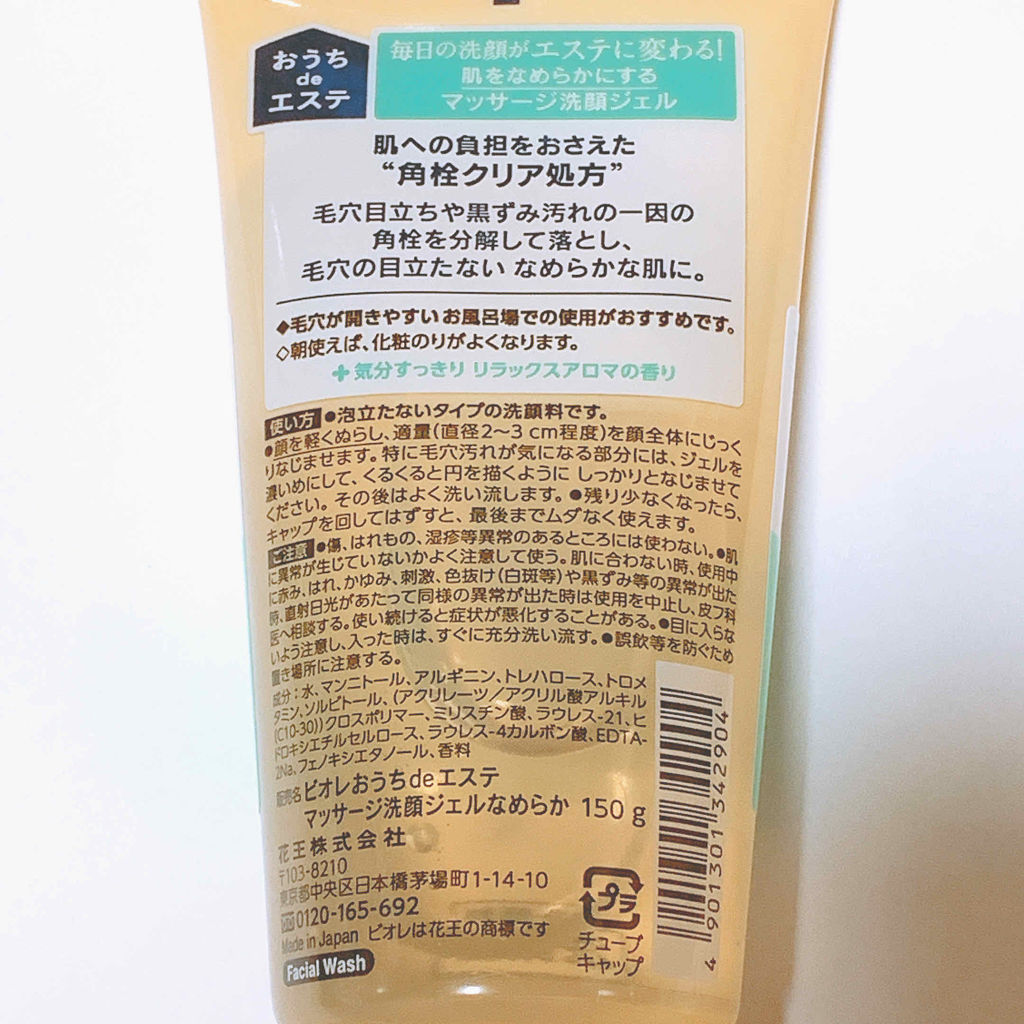 おうち
de
エステ
毎日の洗顔がエステに変わる!
肌をなめらかにする
マッサージ洗顔ジェル
肌への負担をおさえた
“角栓クリア処方”
毛穴目立ちや黒ずみ汚れの一因の
角栓を分解して落とし、
毛穴の目立たない なめらかな肌に。
◆毛穴が開きやすい お風呂場での使用がおすすめです。
◇朝使えば、化粧のりがよくなります。
+気分すっきり リラックスアロマの香り
使い方 ●泡立たないタイプの洗顔料です。
●顔を軽くぬらし、適量(直径2〜3 cm程度)を顔全体にじっく
りなじませます。特に毛穴汚れが気になる部分には、ジェルを
濃いめにして、くるくると円を描くように しっかりとなじませて
ください。その後はよく洗い流します。●残り少なくなったら、
キャップを回してはずすと、最後までムダなく使えます。
ご注意 ●傷、はれもの、湿疹等異常のあるところには使わない。●肌
に異常が生じていないかよく注意して使う。肌に合わない時、使用中
に赤み、はれ、かゆみ、刺激、色抜け(白斑等)や黒ずみ等の異常が出た
時、直射日光があたって同様の異常が出た時は使用を中止し、皮フ科
医へ相談する。使い続けると症状が悪化することがある。●目に入らな
いよう注意し、入った時は、すぐに充分洗い流す。●誤飲等を防ぐため
置き場所に注意する。
成分:水、マンニトール、アルギニン、トレハロース、トロメ
タミン、ソルビトール、(アクリレーツ/アクリル酸アルキル
(C10-30))クロスポリマー、ミリスチン酸、ラウレス-21、ヒ
ドロキシエチルセルロース、ラウレス-4カルボン酸、EDTA-
2Na、フェノキシエタノール、香料
販売名 ビオレおうちdeエステ
マッサージ洗顔ジェルなめらか 150 g
花王株式会社
〒103-8210
東京都中央区日本橋茅場町1-14-10
0120-165-692
Made in Japan ビオレは花王の商標です
Facial Wash
プラ
チューブ
キャップ
4 901301 342904